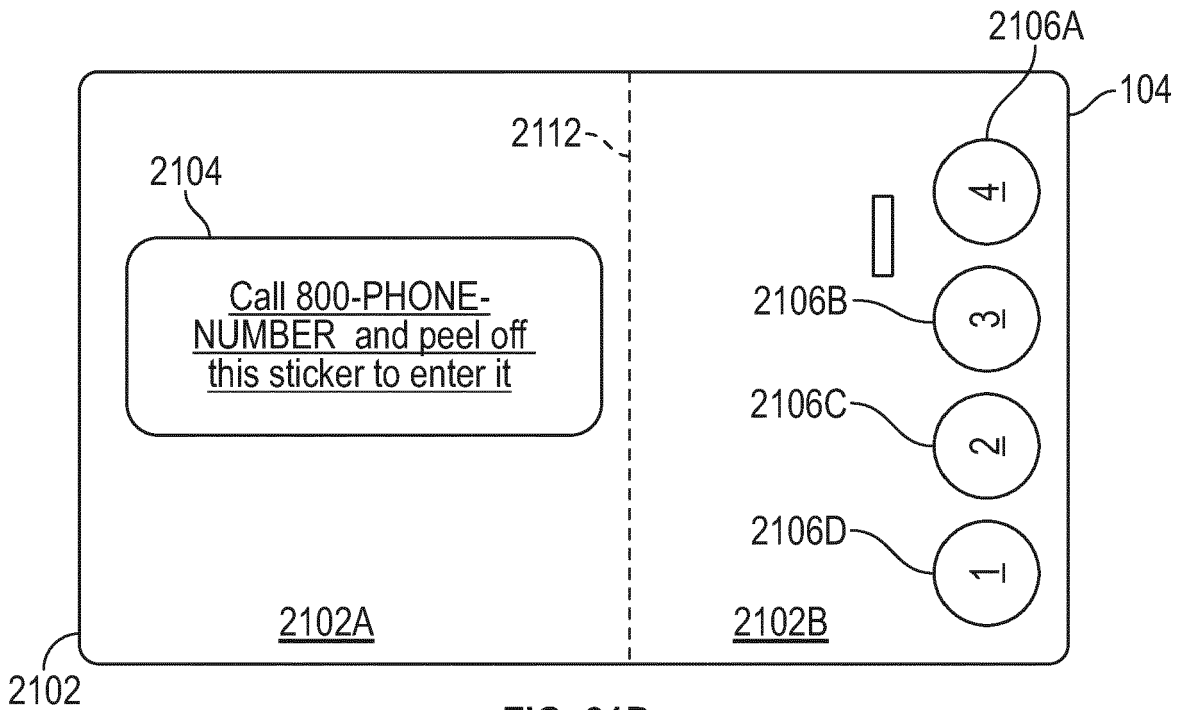 2106A
104
2112
2104
4
Call 800-PHONE-
NUMBER and peel off
this sticker to enter it
2106B
3
2106C
2
2106D
1
2102A
2102B
2102